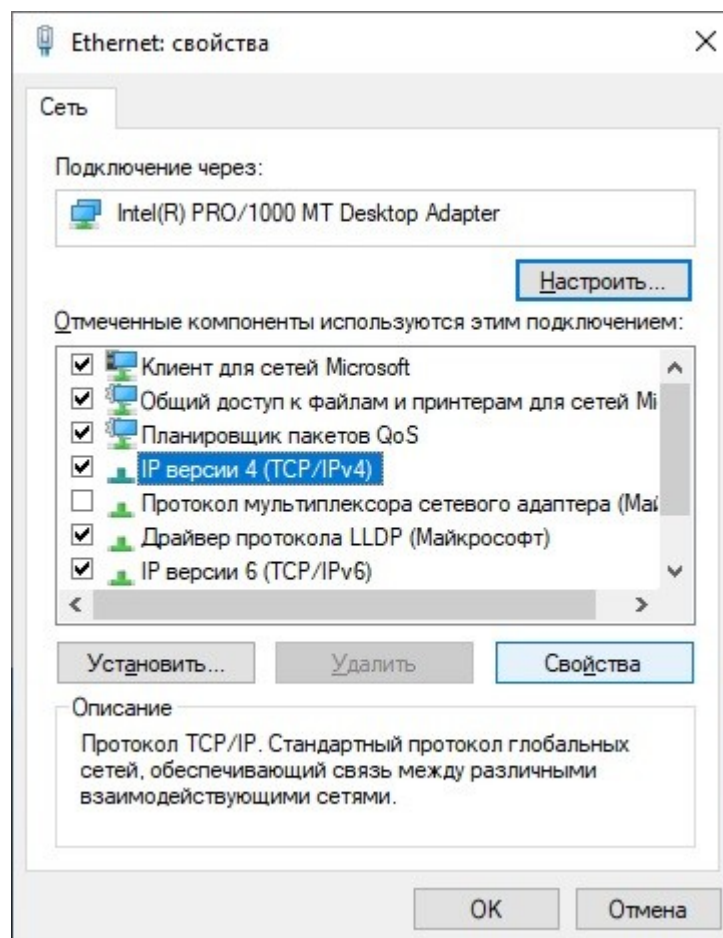 Ethernet: свойства
Сеть
Подключение через:
Intel(R) PRO/1000 MT Desktop Adapter
Настроить...
Отмеченные компоненты используются этим подключением:
Клиент для сетей Microsoft
Общий доступ к файлам и принтерам для сетей Mi
Планировщик пакетов QoS
IP версии 4 (TCP/IPv4)
Протокол мультиплексора сетевого адаптера (Май
Драйвер протокола LLDP (Майкрософт)
IP версии 6 (TCP/IPv6)
Установить... Удалить Свойства
Описание
Протокол TCP/IP. Стандартный протокол глобальных
сетей, обеспечивающий связь между различными
взаимодействующими сетями.
OK Отмена